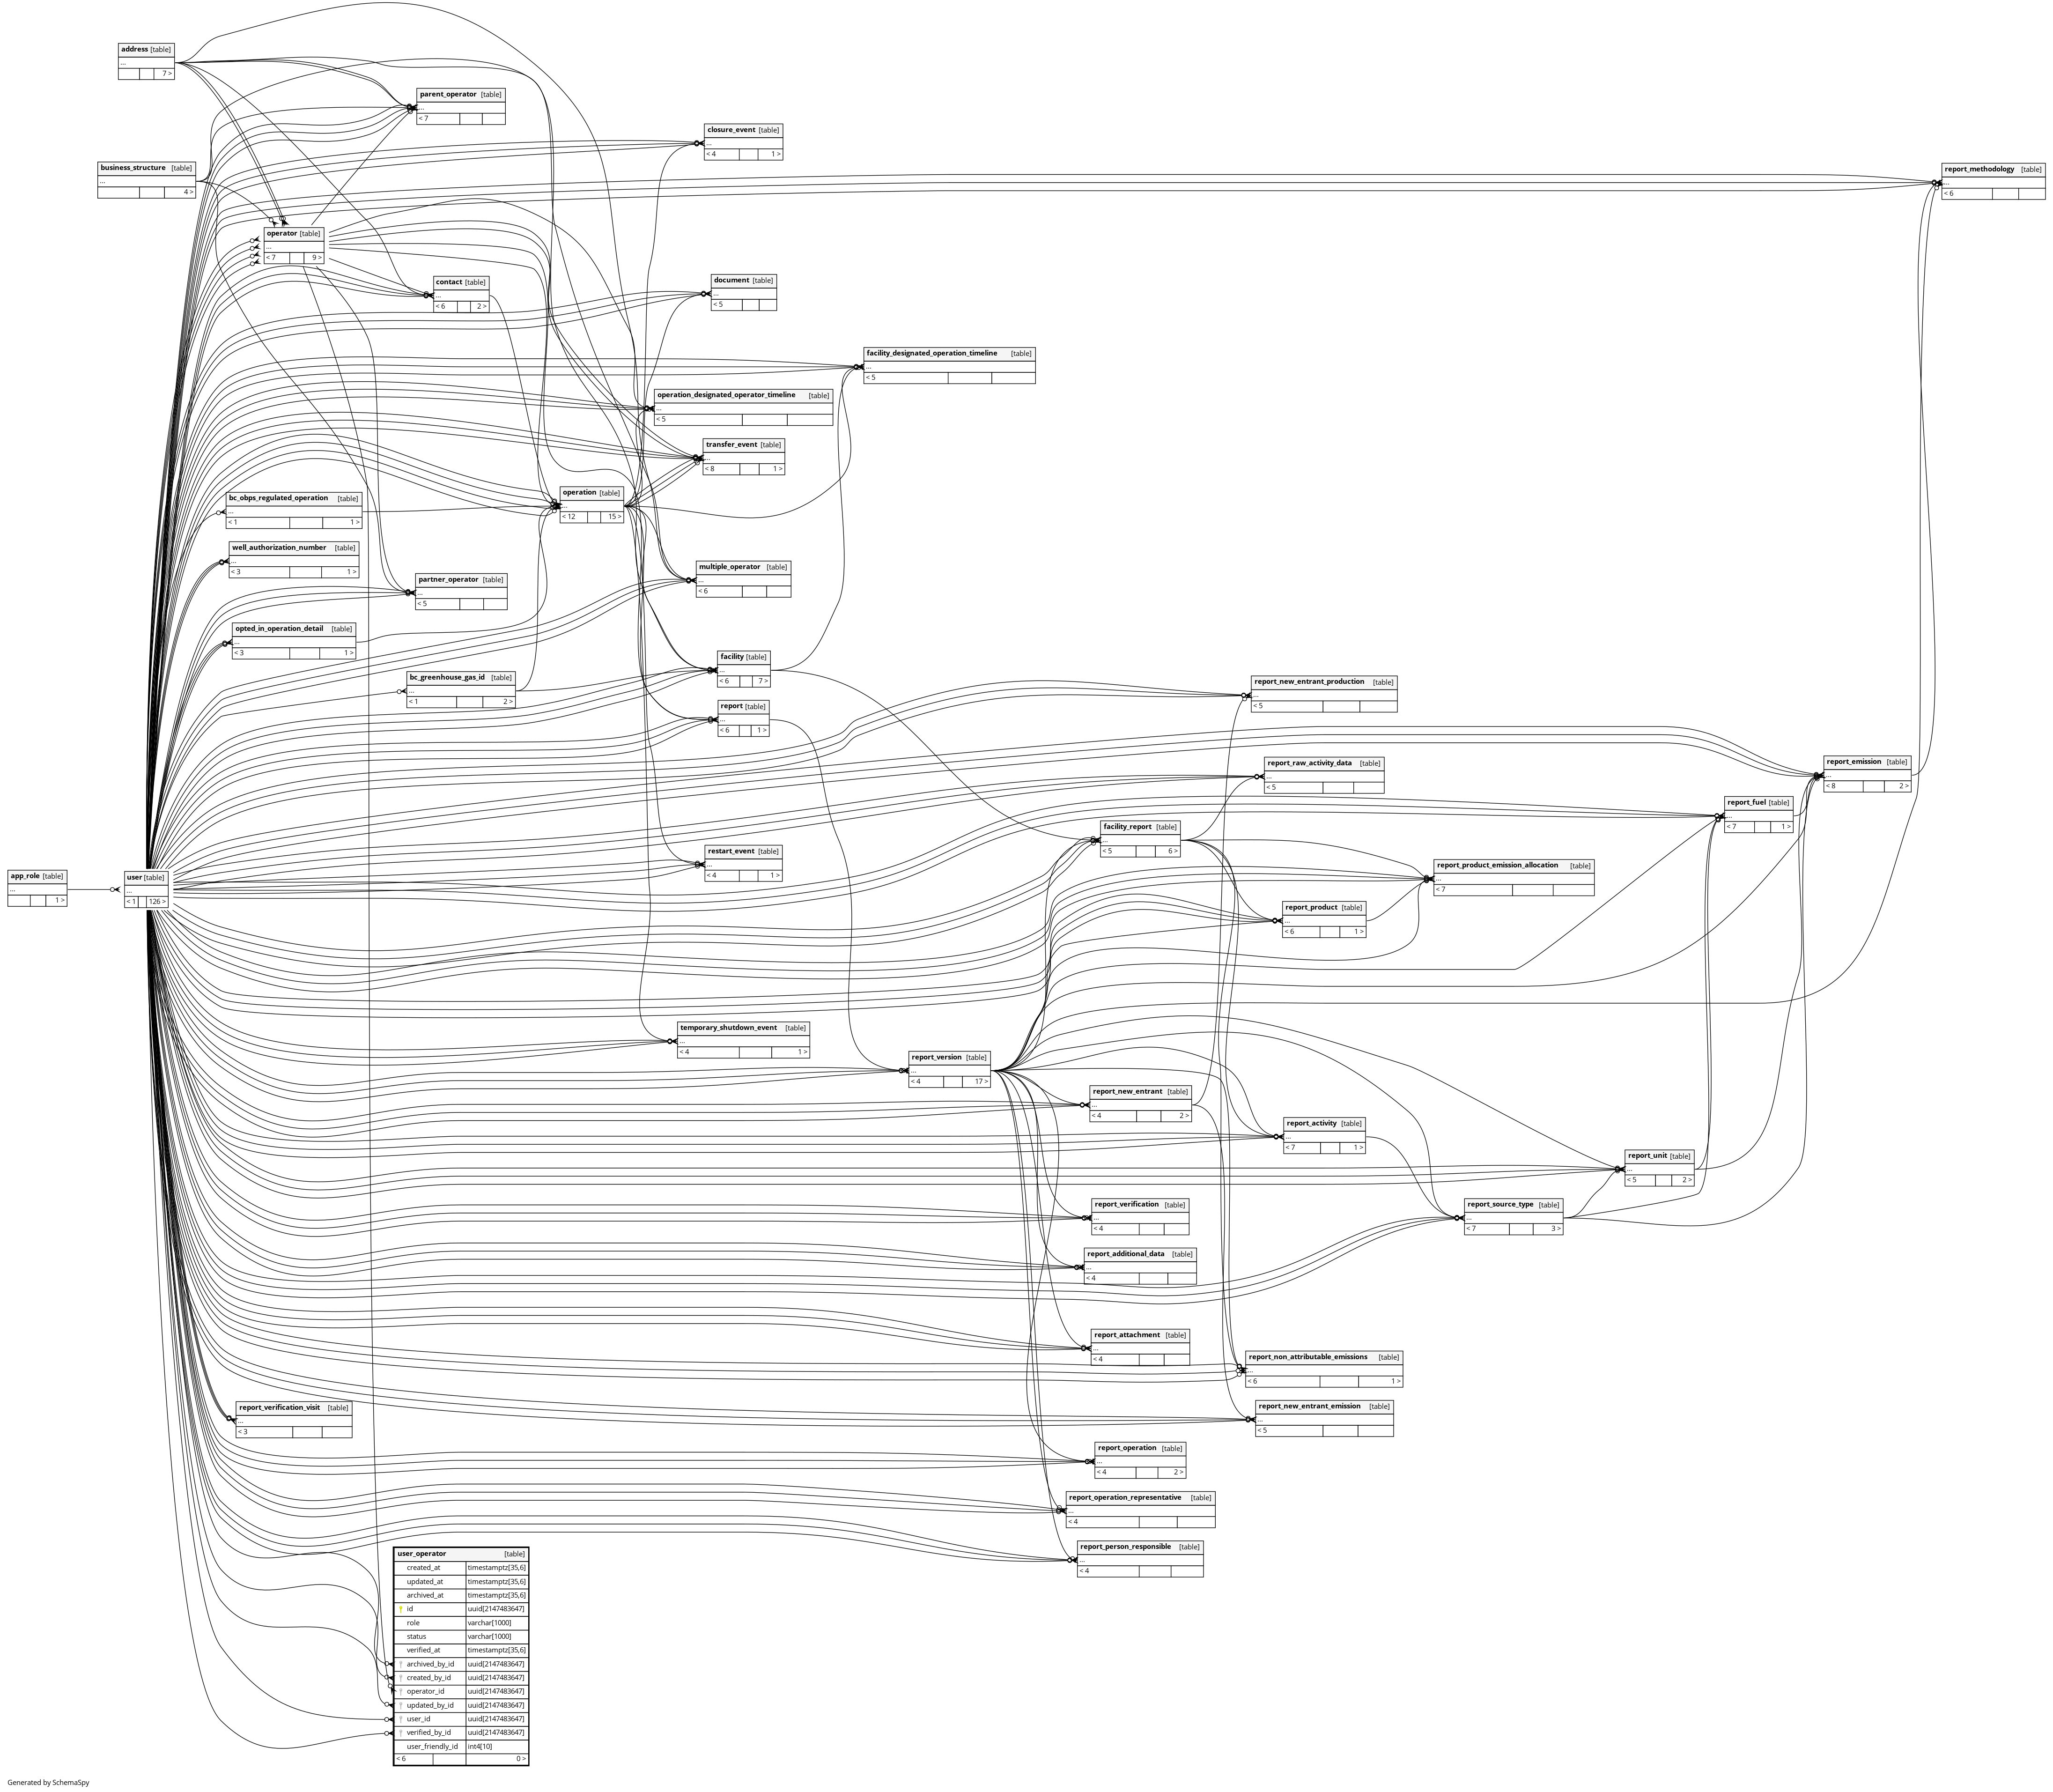 address [table]
...
7 >
parent_operator [table]
...
< 7
closure_event [table]
...
< 4 1 >
business_structure [table]
...
4 >
report_methodology [table]
...
< 6
operator [table]
...
< 7 9 >
contact [table]
...
< 6 2 >
document [table]
...
< 5
facility_designated_operation_timeline [table]
...
< 5
operation_designated_operator_timeline [table]
...
< 5
transfer_event [table]
...
< 8 1 >
operation [table]
...
< 12 15 >
bc_obps_regulated_operation [table]
...
< 1 1 >
well_authorization_number [table]
...
< 3 1 >
multiple_operator [table]
...
< 6
partner_operator [table]
...
< 5
opted_in_operation_detail [table]
...
< 3 1 >
facility [table]
...
< 6 7 >
bc_greenhouse_gas_id [table]
...
< 1 2 >
report_new_entrant_production [table]
...
< 5
report [table]
...
< 6 1 >
report_raw_activity_data [table]
...
< 5
report_emission [table]
...
< 8 2 >
report_fuel [table]
...
< 7 1 >
facility_report [table]
...
< 5 6 >
restart_event [table]
...
< 4 1 >
report_product_emission_allocation [table]
...
< 7
app_role [table]
...
1 >
user [table]
...
< 1 126 >
report_product [table]
...
< 6 1 >
temporary_shutdown_event [table]
...
< 4 1 >
report_version [table]
...
< 4 17 >
report_new_entrant [table]
...
< 4 2 >
report_activity [table]
...
< 7 1 >
report_unit [table]
...
< 5 2 >
report_verification [table]
...
< 4
report_source_type [table]
...
< 7 3 >
report_additional_data [table]
...
< 4
report_attachment [table]
...
< 4
report_non_attributable_emissions [table]
...
< 6 1 >
report_verification_visit [table]
...
< 3
report_new_entrant_emission [table]
...
< 5
report_operation [table]
...
< 4 2 >
report_operation_representative [table]
...
< 4
report_person_responsible [table]
...
< 4
user_operator [table]
created_at timestamptz[35,6]
updated_at timestamptz[35,6]
archived_at timestamptz[35,6]
id uuid[2147483647]
role varchar[1000]
status varchar[1000]
verified_at timestamptz[35,6]
archived_by_id uuid[2147483647]
created_by_id uuid[2147483647]
operator_id uuid[2147483647]
updated_by_id uuid[2147483647]
user_id uuid[2147483647]
verified_by_id uuid[2147483647]
user_friendly_id int4[10]
< 6 0 >
Generated by SchemaSpy